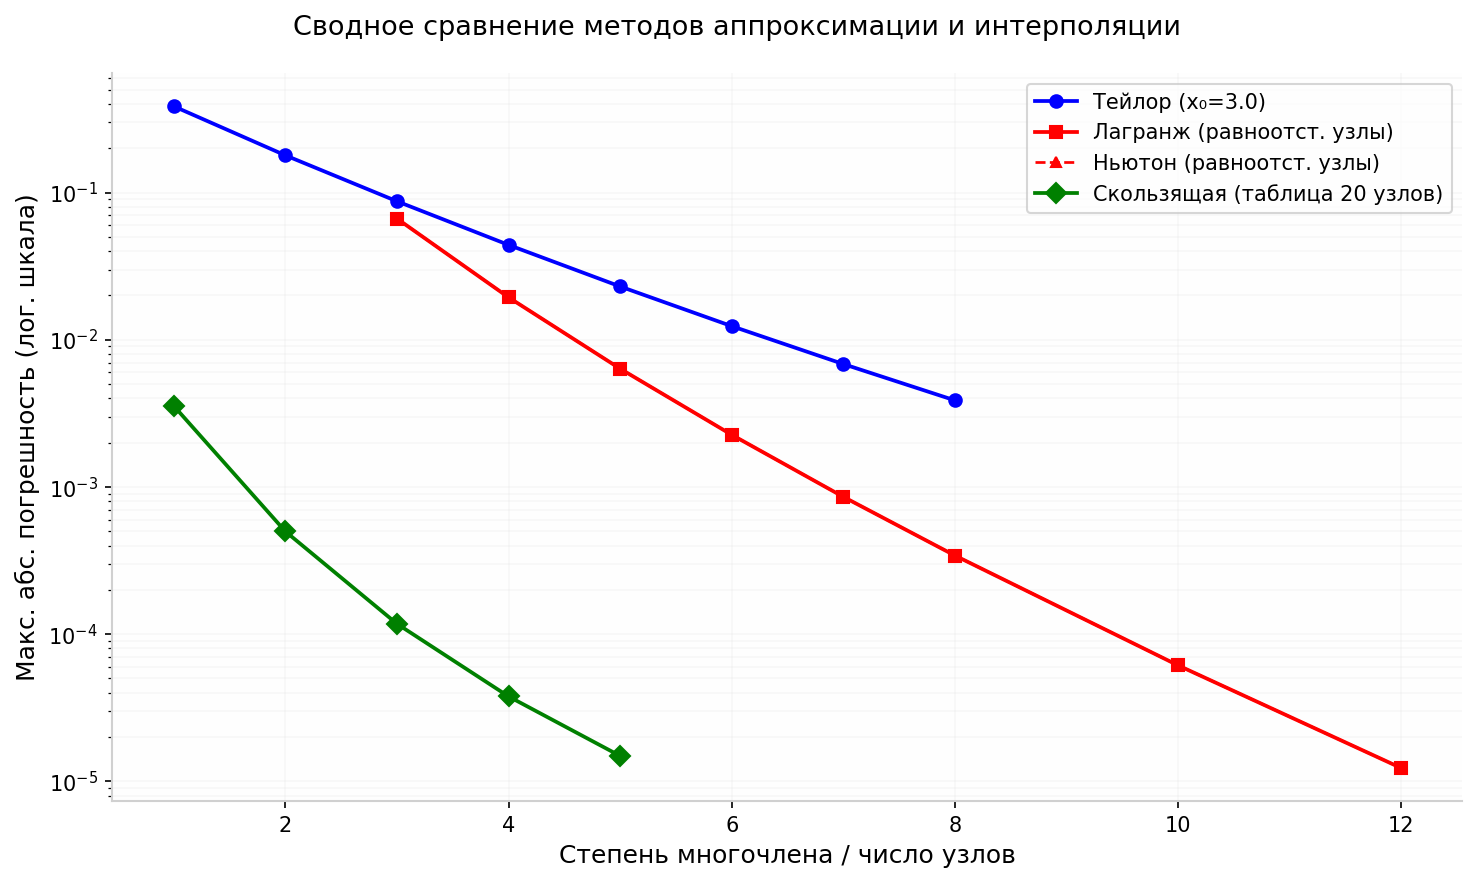 Сводное сравнение методов аппроксимации и интерполяции
Тейлор (x₀=3.0)
Лагранж (равноотст. узлы)
Ньютон (равноотст. узлы)
Скользящая (таблица 20 узлов)
Макс. абс. погрешность (лог. шкала)
10⁻¹
10⁻²
10⁻³
10⁻⁴
10⁻⁵
2 4 6 8 10 12
Степень многочлена / число узлов